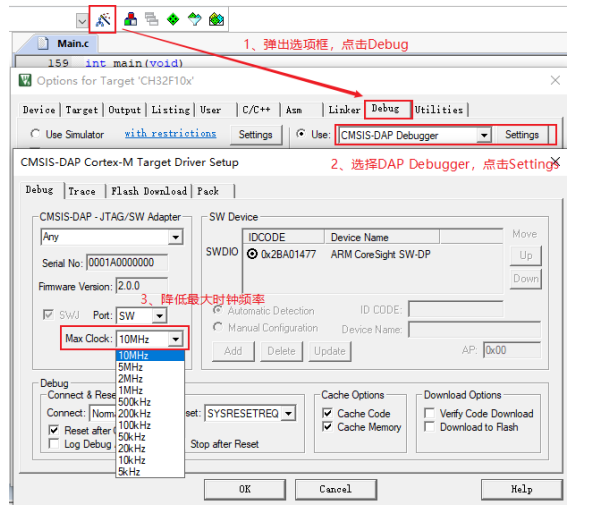 Main.c
1、弹出选项框，点击Debug
159 int main(void)
Options for Target 'CH32F10x'
Device Target Output Listing User C/C++ Asm Linker Debug Utilities
Use Simulator with restrictions Settings Use: CMSIS-DAP Debugger Settings
CMSIS-DAP Cortex-M Target Driver Setup
2、选择DAP Debugger，点击Settings
Debug Trace Flash Download Pack
CMSIS-DAP - JTAG/SW Adapter SW Device
Any IDCODE Device Name Move
SWDIO 0x2BA01477 ARM CoreSight SW-DP Up
Serial No: 0001A0000000
Down
Firmware Version: 2.0.0
3、降低最大时钟频率
Automatic Detection ID CODE:
SWJ Port: SW
Manual Configuration Device Name:
Max Clock: 10MHz
Add Delete Update AP: 0x00
10MHz
5MHz
2MHz
1MHz
500kHz
200kHz
100kHz
50kHz
20kHz
10kHz
5kHz
Debug
Connect & Cache Options Download Options
Connect: SYSRESETREQ Cache Code Verify Code Download
Reset after Cache Memory Download to Flash
Log Debug Stop after Reset
OK Cancel Help